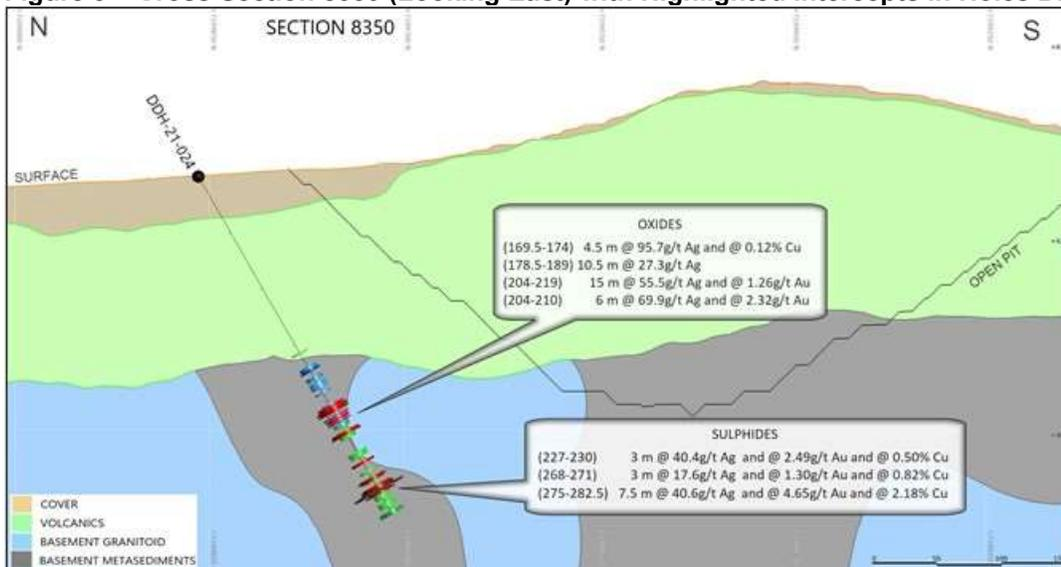 N
SECTION 8350
S
DDH-21-024
SURFACE
OXIDES
(169.5-174) 4.5 m @ 95.7g/t Ag and @ 0.12% Cu
(178.5-189) 10.5 m @ 27.3g/t Ag
(204-219) 15 m @ 55.5g/t Ag and @ 1.26g/t Au
(204-210) 6 m @ 69.9g/t Ag and @ 2.32g/t Au
OPEN PIT
SULPHIDES
(227-230) 3 m @ 40.4g/t Ag and @ 2.49g/t Au and @ 0.50% Cu
(268-271) 3 m @ 17.6g/t Ag and @ 1.30g/t Au and @ 0.82% Cu
(275-282.5) 7.5 m @ 40.6g/t Ag and @ 4.65g/t Au and @ 2.18% Cu
COVER
VOLCANICS
BASEMENT GRANITOID
BASEMENT METASEDIMENTS